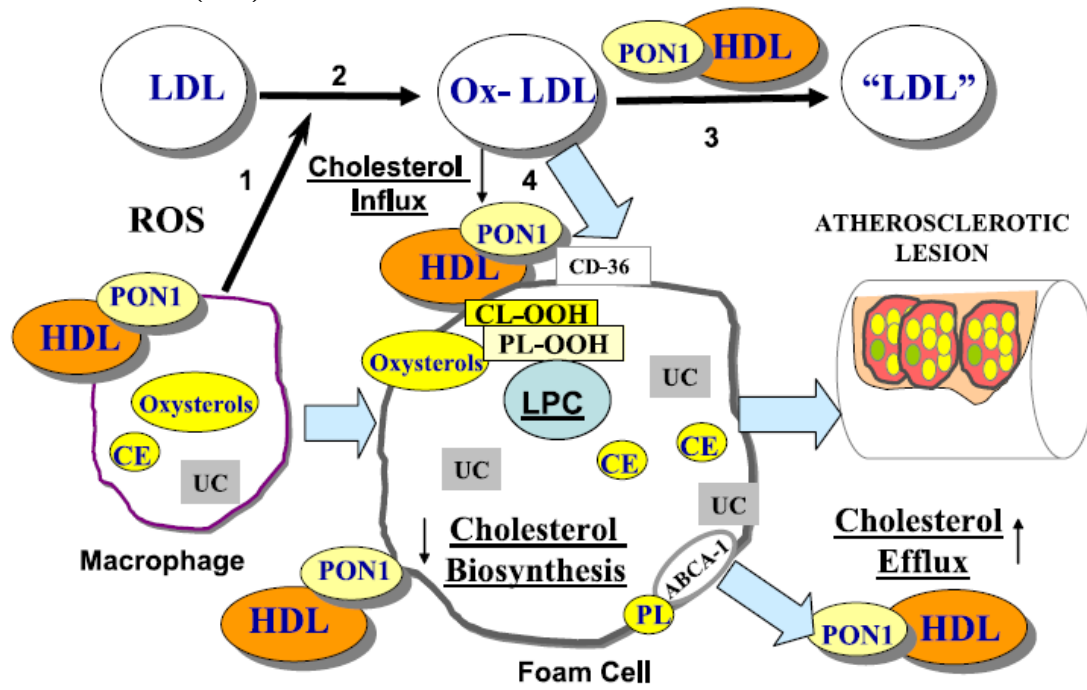 LDL
2
Ox- LDL
PON1
HDL
“LDL”
3
1
Cholesterol
Influx
4
ROS
PON1
HDL
CD-36
ATHEROSCLEROTIC
LESION
PON1
HDL
CL-OOH
PL-OOH
Oxysterols
LPC
UC
Oxysterols
CE
UC
UC
CE
CE
UC
Macrophage
Cholesterol
Biosynthesis
Cholesterol
Efflux
PON1
HDL
ABCA-1
PL
PON1
HDL
Foam Cell